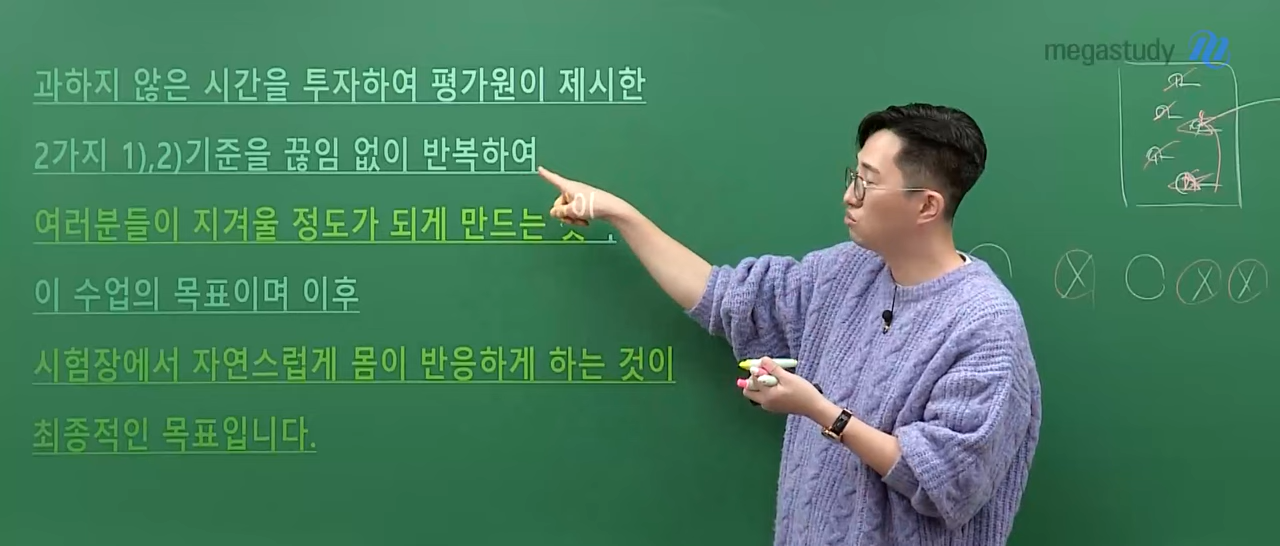 megastudy
과하지 않은 시간을 투자하여 평가원이 제시한
2가지 1),2)기준을 끊임 없이 반복하여
여러분들이 지겨울 정도가 되게 만드는 것이
이 수업의 목표이며 이후
시험장에서 자연스럽게 몸이 반응하게 하는 것이
최종적인 목표입니다.